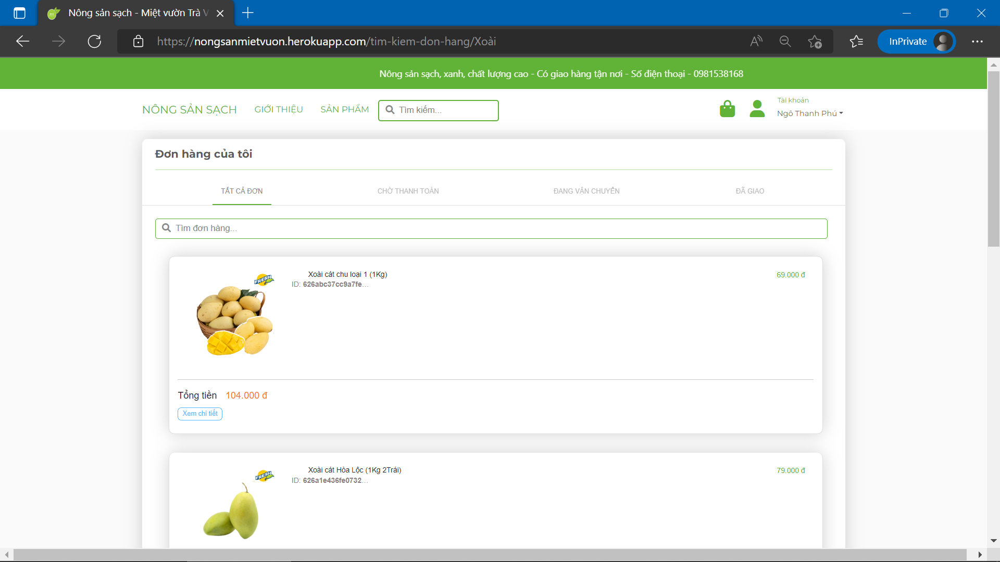 Nông sản sạch - Miệt vườn Trà V
https://nongsanmietvuon.herokuapp.com/tim-kiem-don-hang/Xoài
InPrivate
Nông sản sạch, xanh, chất lượng cao - Có giao hàng tận nơi - Số điện thoại - 0981538168
NÔNG SẢN SẠCH
GIỚI THIỆU
SẢN PHẨM
Tìm kiếm...
Tài khoản
Ngô Thanh Phú
Đơn hàng của tôi
TẤT CẢ ĐƠN
CHỜ THANH TOÁN
ĐANG VẬN CHUYỂN
ĐÃ GIAO
Tìm đơn hàng...
FRESH
Xoài cát chu loại 1 (1Kg)
69.000 đ
ID: 626abc37cc9a7fe...
Tổng tiền 104.000 đ
Xem chi tiết
FRESH
Xoài cát Hòa Lộc (1Kg 2Trái)
79.000 đ
ID: 626a1e436fe0732...